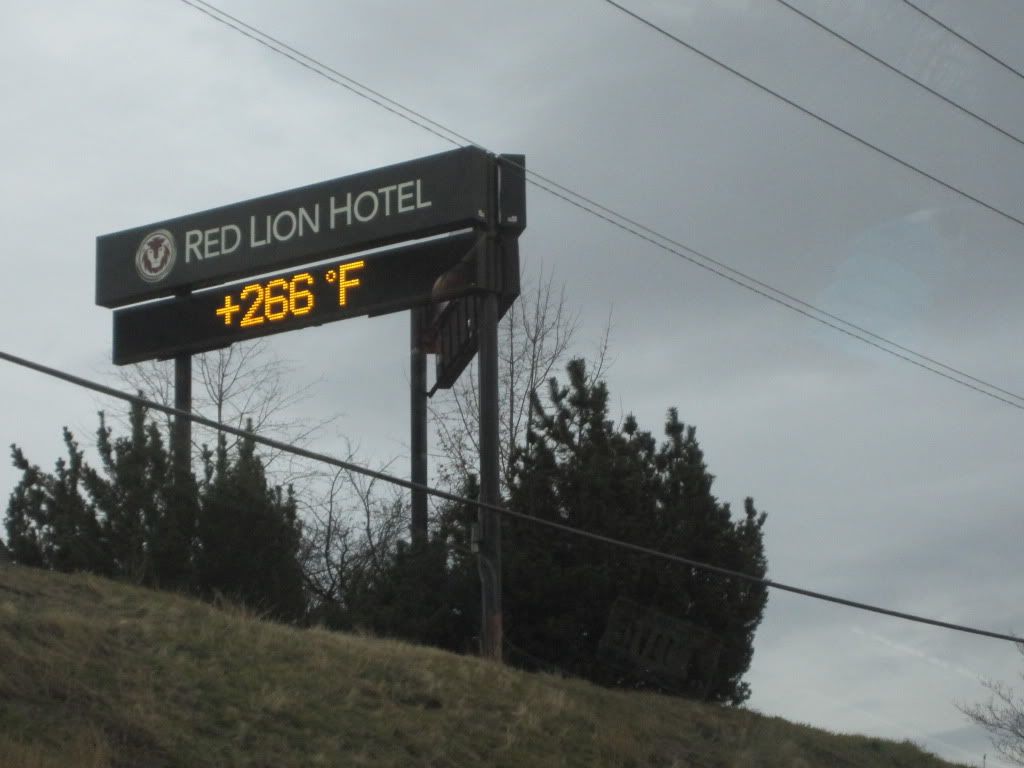 RED LION HOTEL
+266 °F